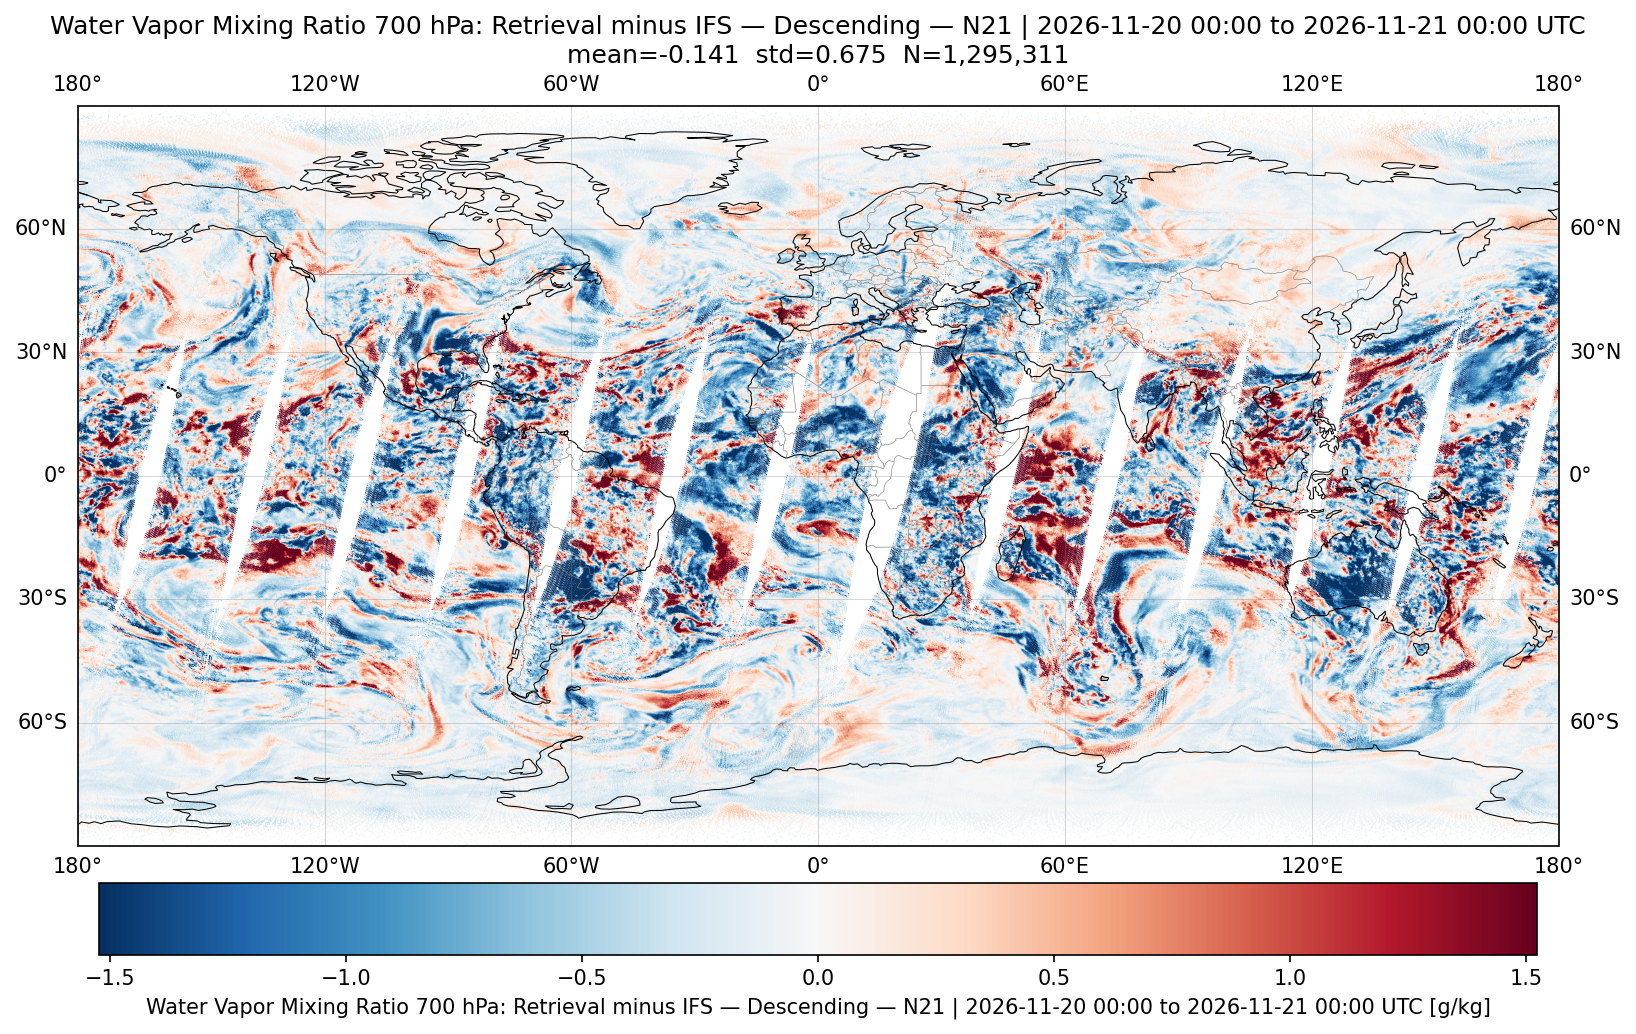 Water Vapor Mixing Ratio 700 hPa: Retrieval minus IFS — Descending — N21 | 2026-11-20 00:00 to 2026-11-21 00:00 UTC
mean=-0.141  std=0.675  N=1,295,311
180° 120°W 60°W 0° 60°E 120°E 180°
60°N 60°N
30°N 30°N
0° 0°
30°S 30°S
60°S 60°S
180° 120°W 60°W 0° 60°E 120°E 180°
−1.5 −1.0 −0.5 0.0 0.5 1.0 1.5
Water Vapor Mixing Ratio 700 hPa: Retrieval minus IFS — Descending — N21 | 2026-11-20 00:00 to 2026-11-21 00:00 UTC [g/kg]